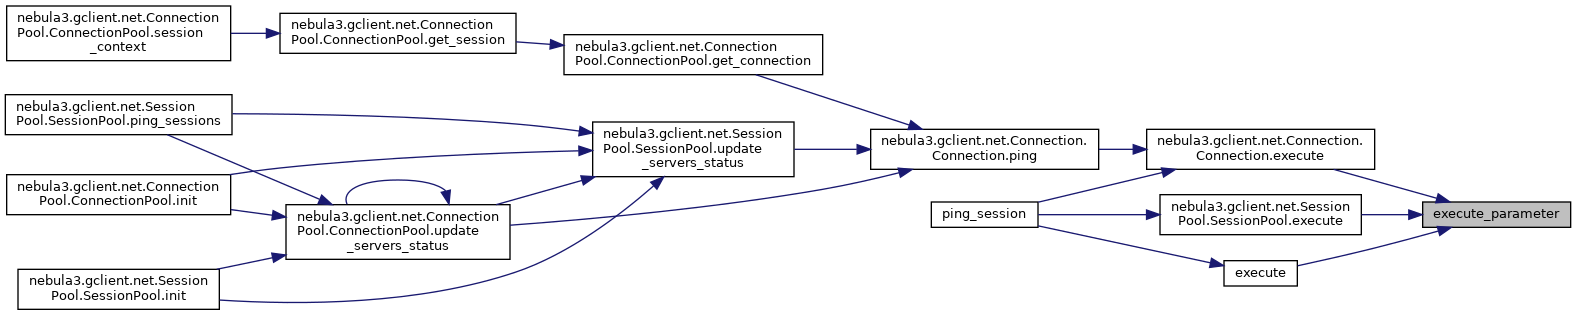 nebula3.gclient.net.Connection
Pool.ConnectionPool.session
_context
nebula3.gclient.net.Connection
Pool.ConnectionPool.get_session
nebula3.gclient.net.Connection
Pool.ConnectionPool.get_connection
nebula3.gclient.net.Session
Pool.SessionPool.ping_sessions
nebula3.gclient.net.Session
Pool.SessionPool.update
_servers_status
nebula3.gclient.net.Connection.
Connection.ping
nebula3.gclient.net.Connection.
Connection.execute
nebula3.gclient.net.Connection
Pool.ConnectionPool.init
nebula3.gclient.net.Connection
Pool.ConnectionPool.update
_servers_status
ping_session
nebula3.gclient.net.Session
Pool.SessionPool.execute
execute_parameter
nebula3.gclient.net.Session
Pool.SessionPool.init
execute